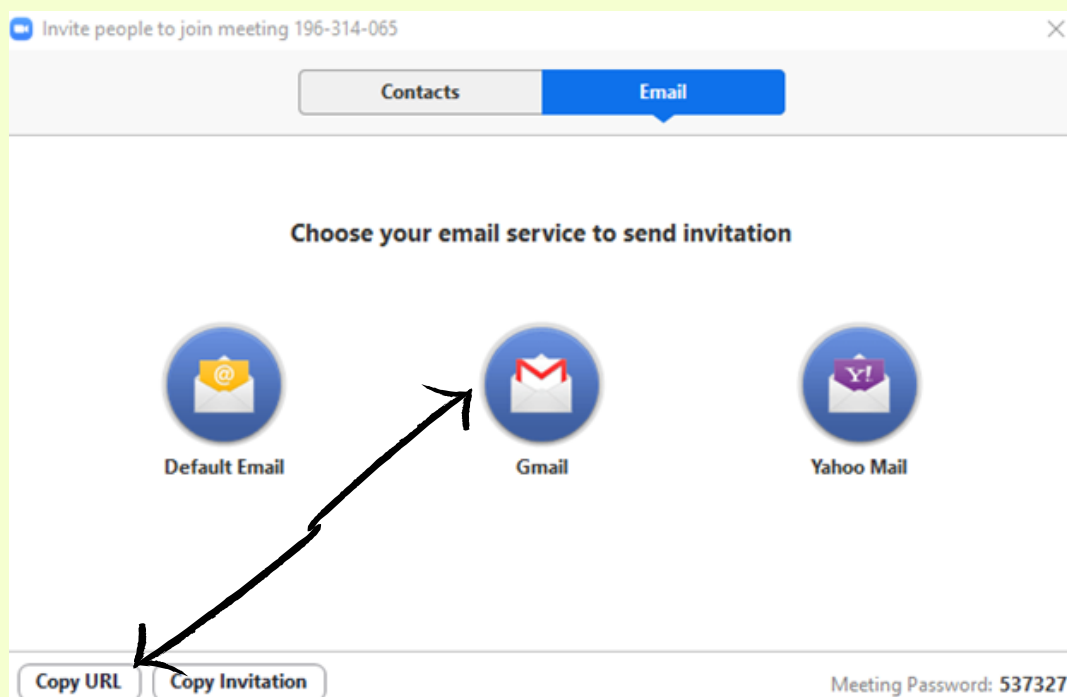 Invite people to join meeting 196-314-065
Contacts Email
Choose your email service to send invitation
@ Y!
Default Email Gmail Yahoo Mail
Copy URL Copy Invitation Meeting Password: 537327